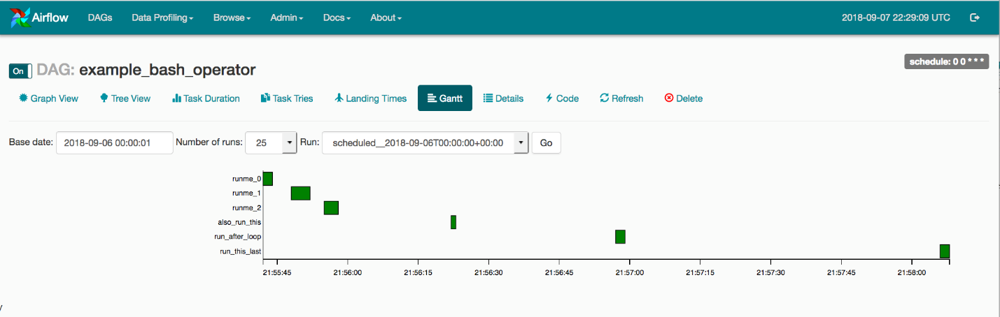 Airflow DAGs Data Profiling Browse Admin Docs About 2018-09-07 22:29:09 UTC
schedule: 0 0 * * *
On DAG: example_bash_operator
Graph View Tree View Task Duration Task Tries Landing Times Gantt Details Code Refresh Delete
Base date: 2018-09-06 00:00:01 Number of runs: 25 Run: scheduled__2018-09-06T00:00:00+00:00 Go
runme_0
runme_1
runme_2
also_run_this
run_after_loop
run_this_last
21:55:45 21:56:00 21:56:15 21:56:30 21:56:45 21:57:00 21:57:15 21:57:30 21:57:45 21:58:00